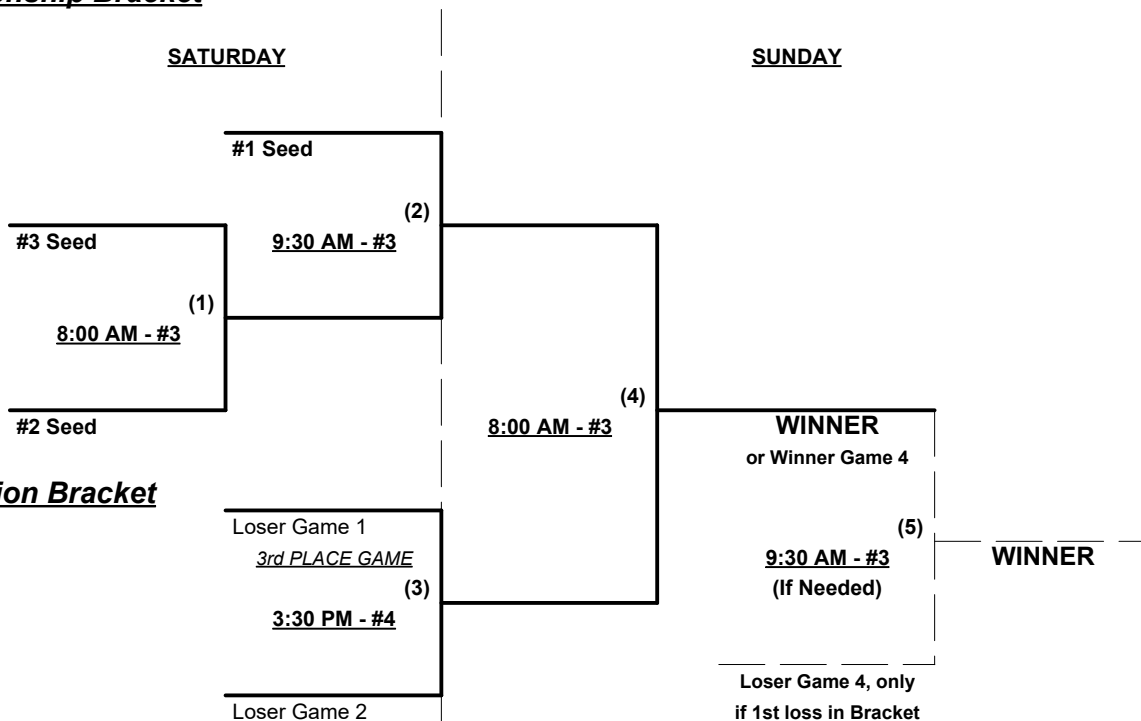 Bracket
SATURDAY
SUNDAY
#1 Seed
(2)
9:30 AM - #3
#3 Seed
(1)
8:00 AM - #3
#2 Seed
(4)
8:00 AM - #3
WINNER
or Winner Game 4
Bracket
Loser Game 1
3rd PLACE GAME
(3)
3:30 PM - #4
Loser Game 2
(5)
9:30 AM - #3
(If Needed)
WINNER
Loser Game 4, only
if 1st loss in Bracket